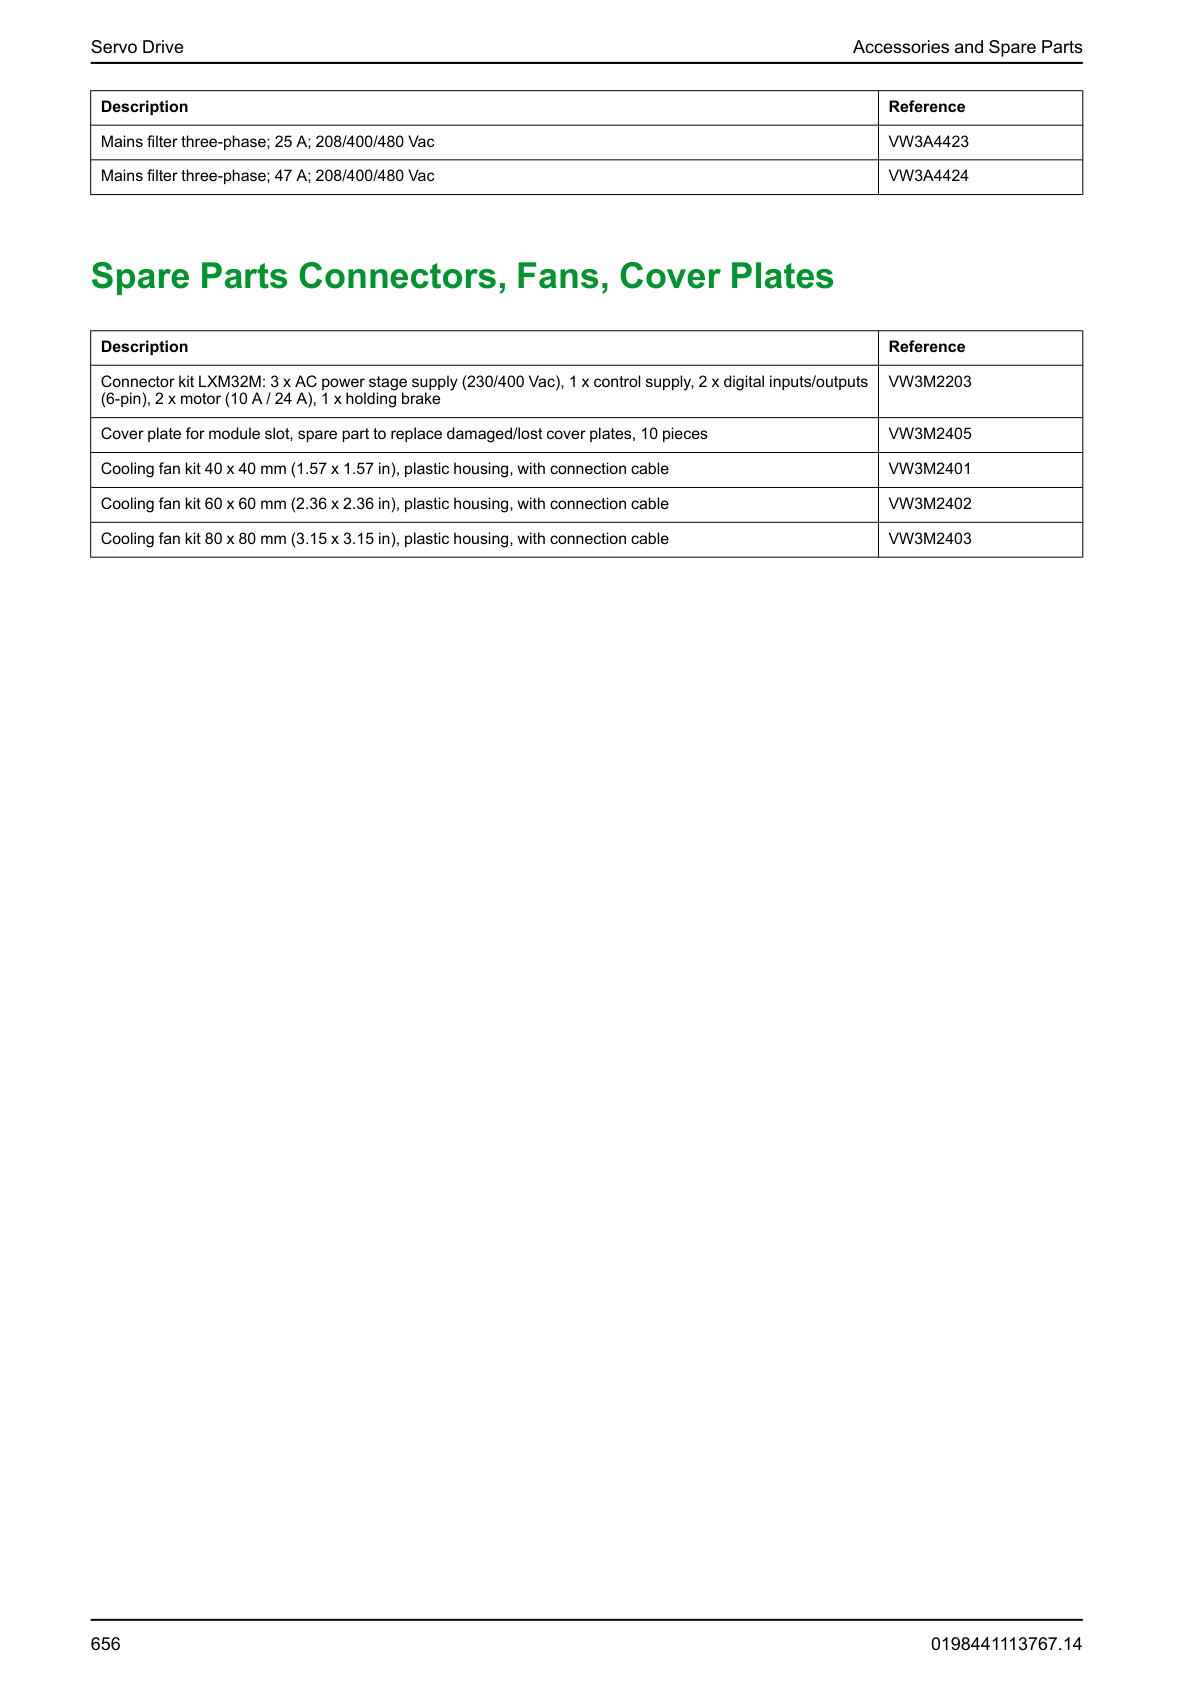 Servo Drive
Accessories and Spare Parts
Description
Reference
Mains filter three-phase; 25 A; 208/400/480 Vac
VW3A4423
Mains filter three-phase; 47 A; 208/400/480 Vac
VW3A4424
Spare Parts Connectors, Fans, Cover Plates
Description
Reference
Connector kit LXM32M: 3 x AC power stage supply (230/400 Vac), 1 x control supply, 2 x digital inputs/outputs
(6-pin), 2 x motor (10 A / 24 A), 1 x holding brake
VW3M2203
Cover plate for module slot, spare part to replace damaged/lost cover plates, 10 pieces
VW3M2405
Cooling fan kit 40 x 40 mm (1.57 x 1.57 in), plastic housing, with connection cable
VW3M2401
Cooling fan kit 60 x 60 mm (2.36 x 2.36 in), plastic housing, with connection cable
VW3M2402
Cooling fan kit 80 x 80 mm (3.15 x 3.15 in), plastic housing, with connection cable
VW3M2403
656
0198441113767.14